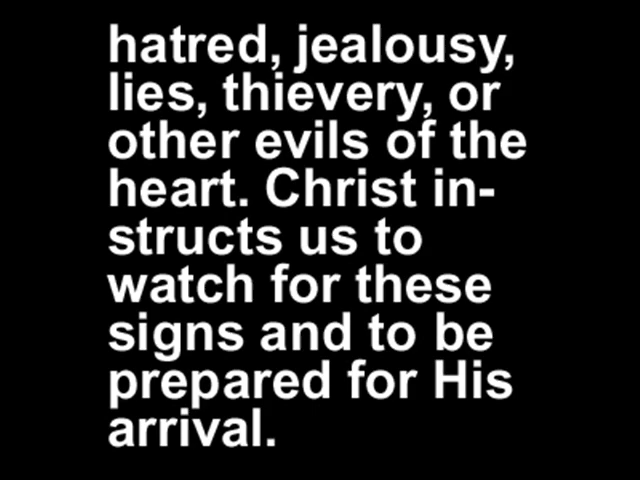 hatred, jealousy,
lies, thievery, or
other evils of the
heart. Christ in-
structs us to
watch for these
signs and to be
prepared for His
arrival.